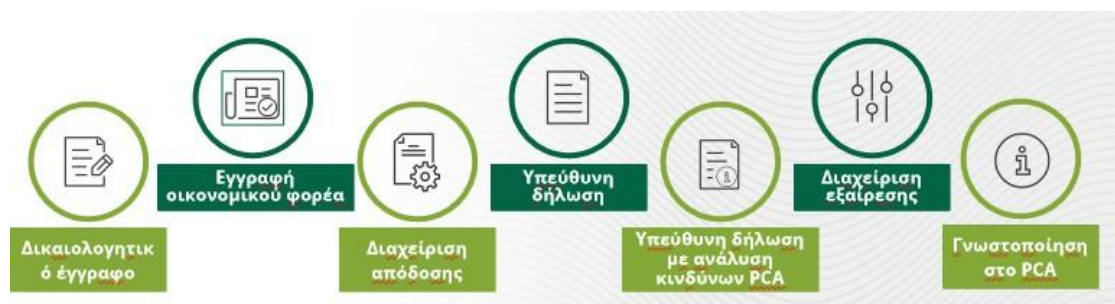 Δικαιολογητικ
ό έγγραφο
Εγγραφή
οικονομικού φορέα
Διαχείριση
απόδοσης
Υπεύθυνη
δήλωση
Υπεύθυνη δήλωση
με ανάλυση
κινδύνων PCA
Διαχείριση
εξαίρεσης
Γνωστοποίηση
στο PCA